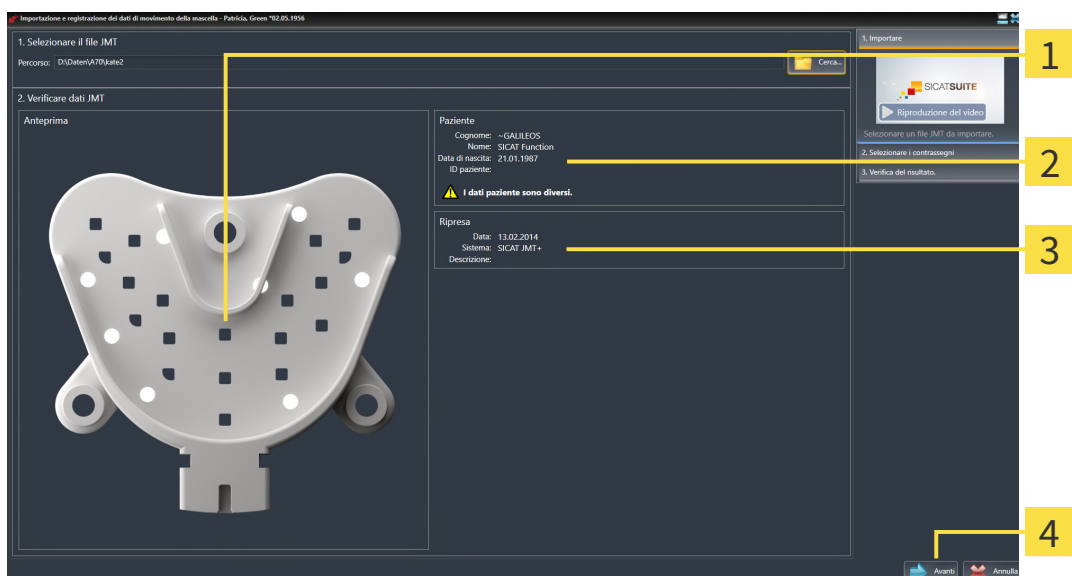 Importazione e registrazione dei dati di movimento della mascella - Patricia, Green *02.05.1956
1. Selezionare il file JMT
Percorso: D:\Daten\A70\kate2
Cerca...
2. Verificare dati JMT
Anteprima
Paziente
Cognome: ~GALILEOS
Nome: SICAT Function
Data di nascita: 21.01.1987
ID paziente:
I dati paziente sono diversi.
Ripresa
Data: 13.02.2014
Sistema: SICAT JMT+
Descrizione:
1. Importare
SICATSUITE
Riproduzione del video
Selezionare un file JMT da importare.
2. Selezionare i contrassegni
3. Verifica del risultato.
Avanti
Annulla
1
2
3
4